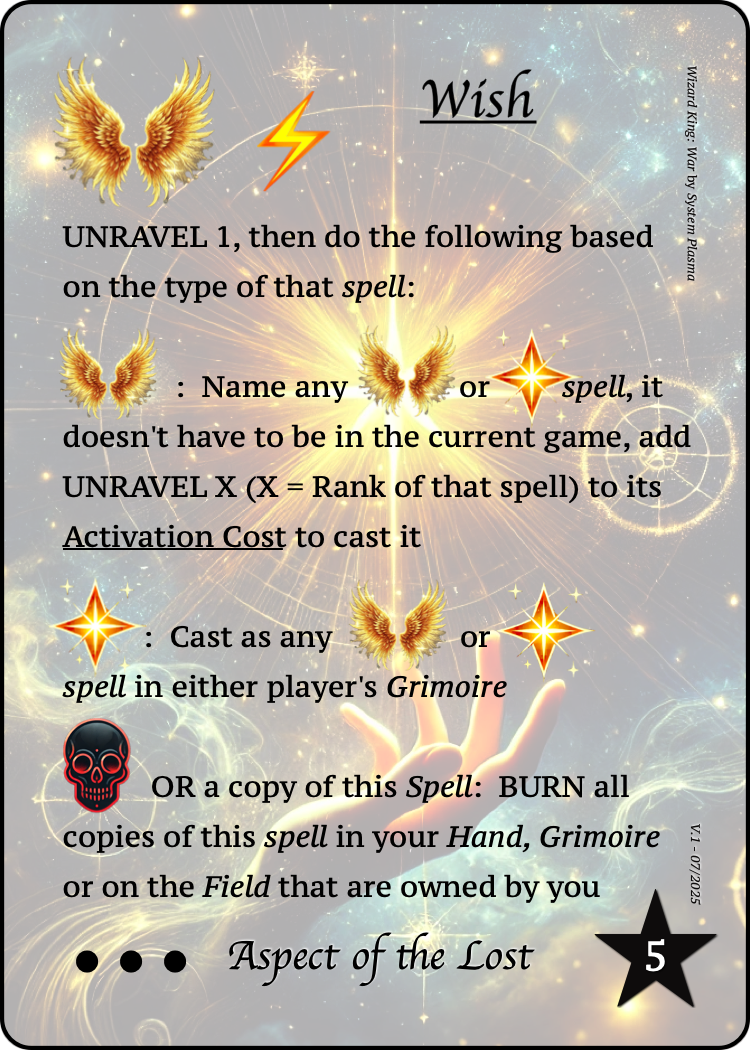 Wish
Wizard King: War by System Plasma
UNRAVEL 1, then do the following based
on the type of that spell:
: Name any or spell, it
doesn't have to be in the current game, add
UNRAVEL X (X = Rank of that spell) to its
Activation Cost to cast it
: Cast as any or
spell in either player's Grimoire
OR a copy of this Spell: BURN all
copies of this spell in your Hand, Grimoire
or on the Field that are owned by you
V.1 - 07/2025
Aspect of the Lost
5